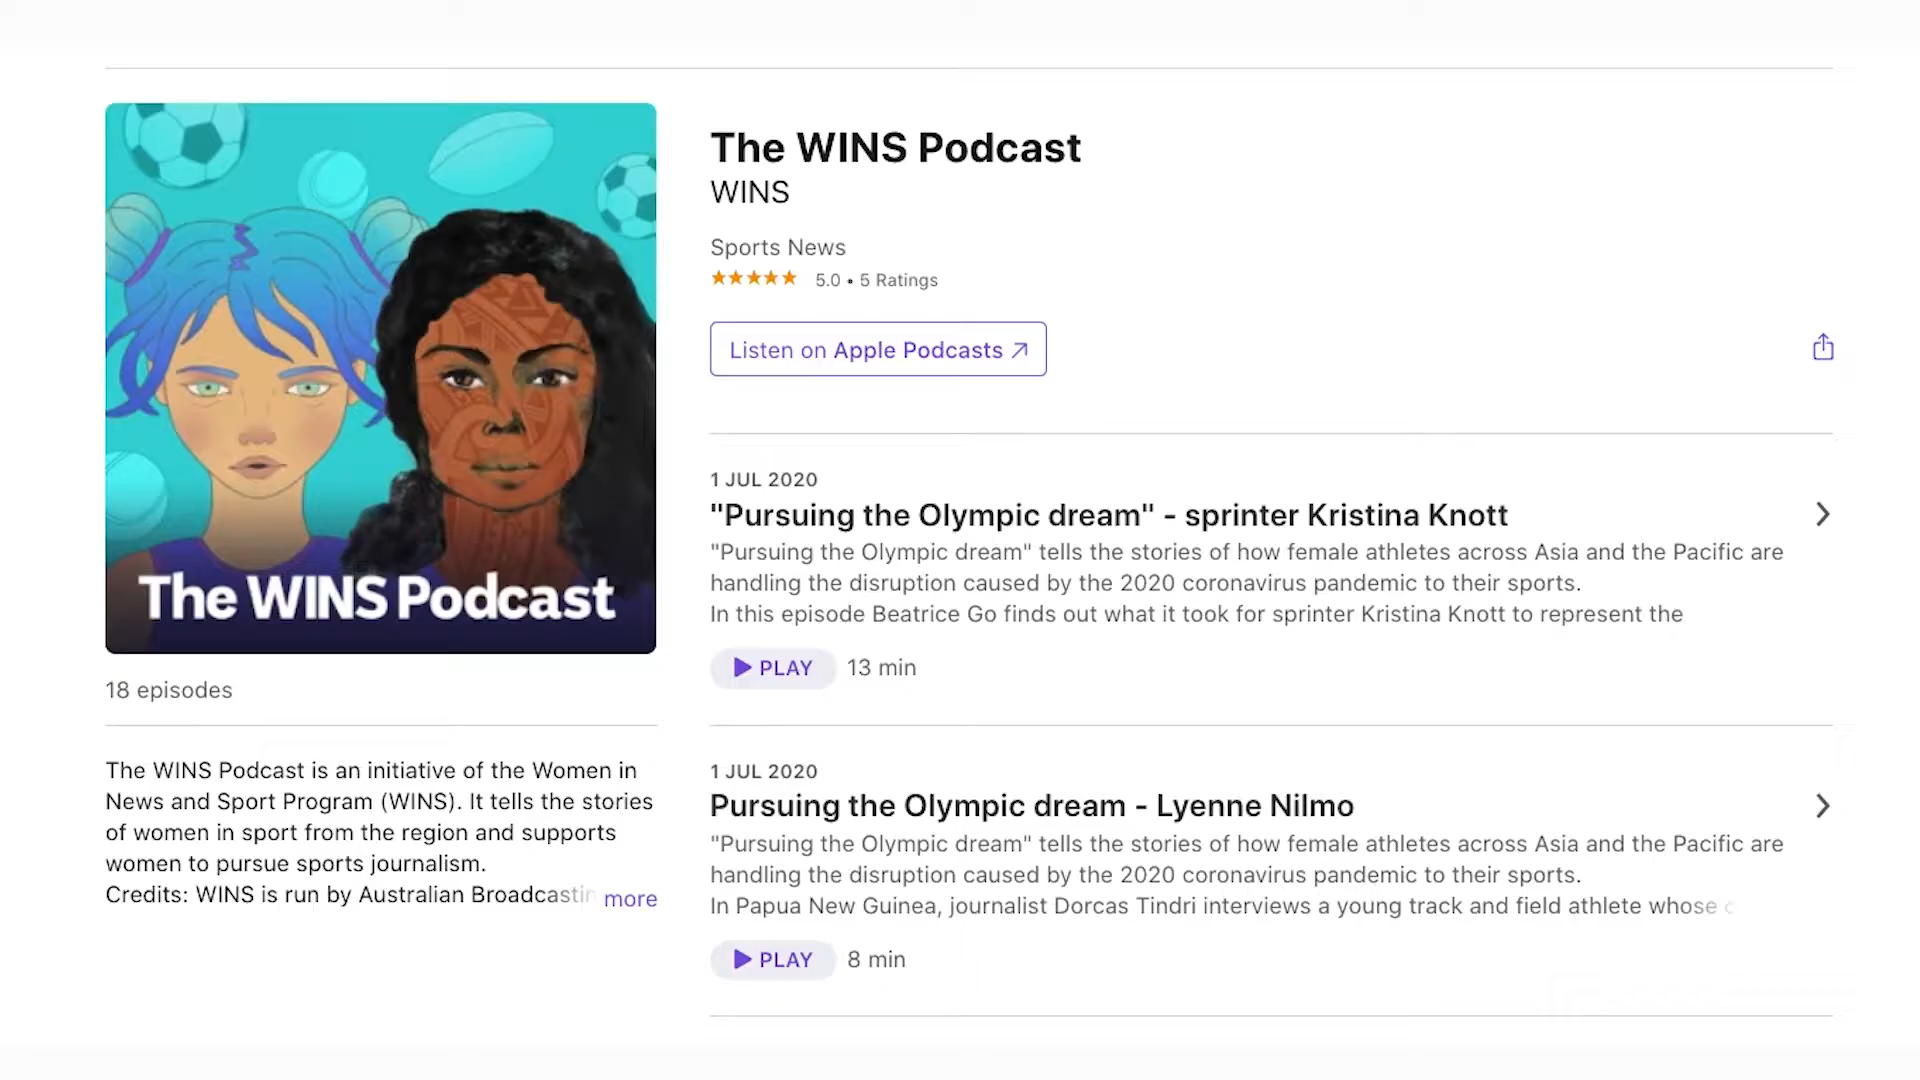 The WINS Podcast
18 episodes
The WINS Podcast is an initiative of the Women in
News and Sport Program (WINS). It tells the stories
of women in sport from the region and supports
women to pursue sports journalism.
Credits: WINS is run by Australian Broadcastin more
The WINS Podcast
WINS
Sports News
5.0 • 5 Ratings
Listen on Apple Podcasts
1 JUL 2020
"Pursuing the Olympic dream" - sprinter Kristina Knott
"Pursuing the Olympic dream" tells the stories of how female athletes across Asia and the Pacific are
handling the disruption caused by the 2020 coronavirus pandemic to their sports.
In this episode Beatrice Go finds out what it took for sprinter Kristina Knott to represent the
PLAY 13 min
1 JUL 2020
Pursuing the Olympic dream - Lyenne Nilmo
"Pursuing the Olympic dream" tells the stories of how female athletes across Asia and the Pacific are
handling the disruption caused by the 2020 coronavirus pandemic to their sports.
In Papua New Guinea, journalist Dorcas Tindri interviews a young track and field athlete whose
PLAY 8 min